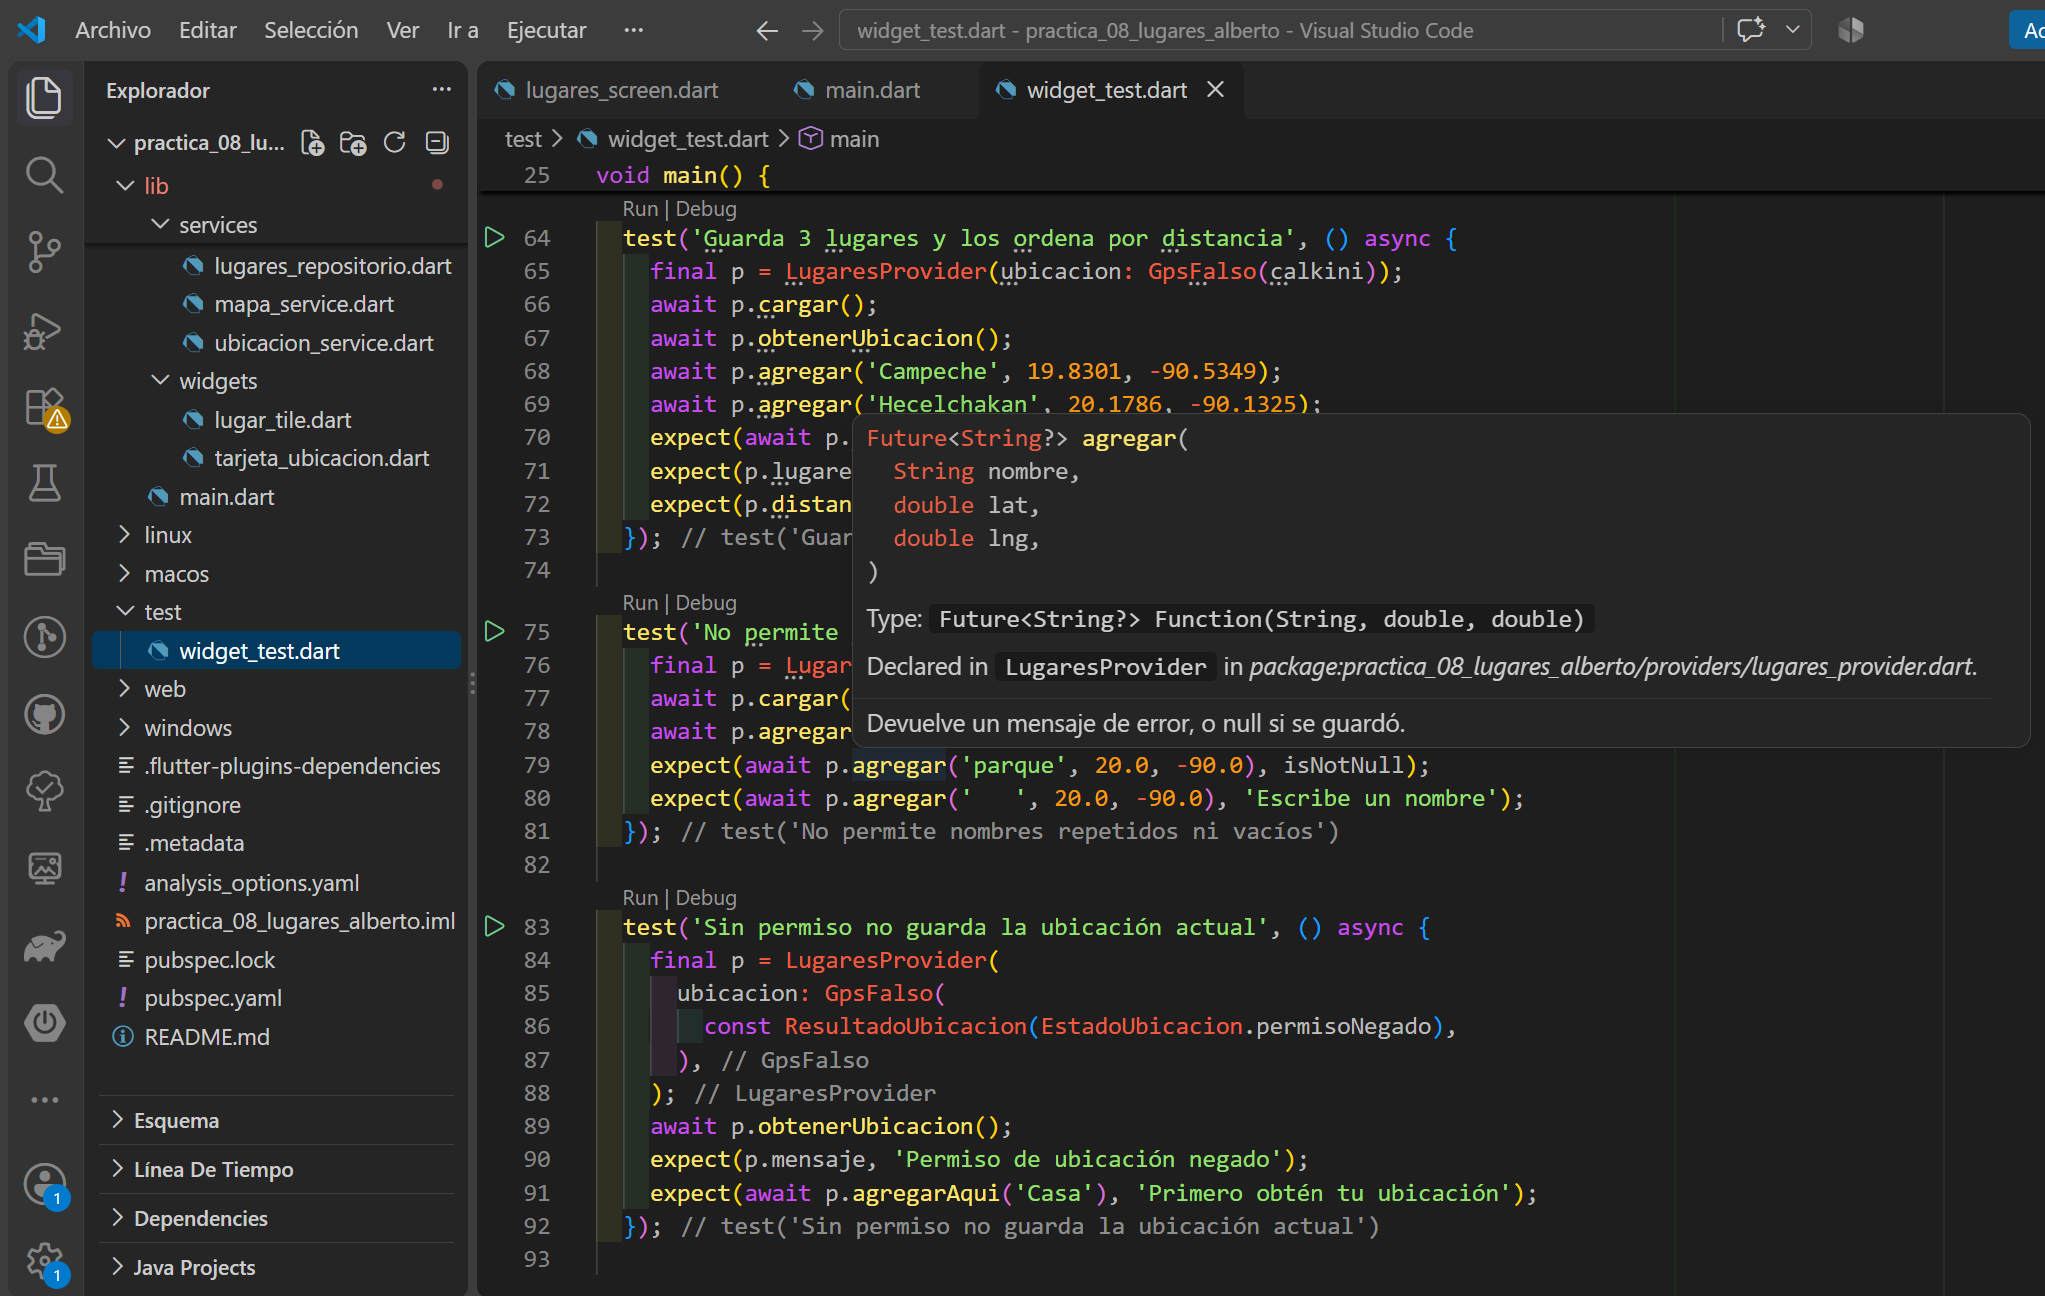 Archivo Editar Selección Ver Ir a Ejecutar ···
widget_test.dart - practica_08_lugares_alberto - Visual Studio Code
Explorador
practica_08_lu...
lib
services
lugares_repositorio.dart
mapa_service.dart
ubicacion_service.dart
widgets
lugar_tile.dart
tarjeta_ubicacion.dart
main.dart
linux
macos
test
widget_test.dart
web
windows
.flutter-plugins-dependencies
.gitignore
.metadata
analysis_options.yaml
practica_08_lugares_alberto.iml
pubspec.lock
pubspec.yaml
README.md
Esquema
Línea De Tiempo
Dependencies
Java Projects
1
1
lugares_screen.dart main.dart widget_test.dart
test > widget_test.dart > main
25 void main() {
Run | Debug
64 test('Guarda 3 lugares y los ordena por distancia', () async {
65 final p = LugaresProvider(ubicacion: GpsFalso(calkini));
66 await p.cargar();
67 await p.obtenerUbicacion();
68 await p.agregar('Campeche', 19.8301, -90.5349);
69 await p.agregar('Hecelchakan', 20.1786, -90.1325);
70 expect(await p.
71 expect(p.lugare
72 expect(p.distan
73 }); // test('Guar
74
Run | Debug
75 test('No permite
76 final p = Lugar
77 await p.cargar(
78 await p.agregar
79 expect(await p.agregar('parque', 20.0, -90.0), isNotNull);
80 expect(await p.agregar('   ', 20.0, -90.0), 'Escribe un nombre');
81 }); // test('No permite nombres repetidos ni vacíos')
82
Run | Debug
83 test('Sin permiso no guarda la ubicación actual', () async {
84 final p = LugaresProvider(
85 ubicacion: GpsFalso(
86 const ResultadoUbicacion(EstadoUbicacion.permisoNegado),
87 ), // GpsFalso
88 ); // LugaresProvider
89 await p.obtenerUbicacion();
90 expect(p.mensaje, 'Permiso de ubicación negado');
91 expect(await p.agregarAqui('Casa'), 'Primero obtén tu ubicación');
92 }); // test('Sin permiso no guarda la ubicación actual')
93
Future<String?> agregar(
String nombre,
double lat,
double lng,
)
Type: Future<String?> Function(String, double, double)
Declared in LugaresProvider in package:practica_08_lugares_alberto/providers/lugares_provider.dart.
Devuelve un mensaje de error, o null si se guardó.